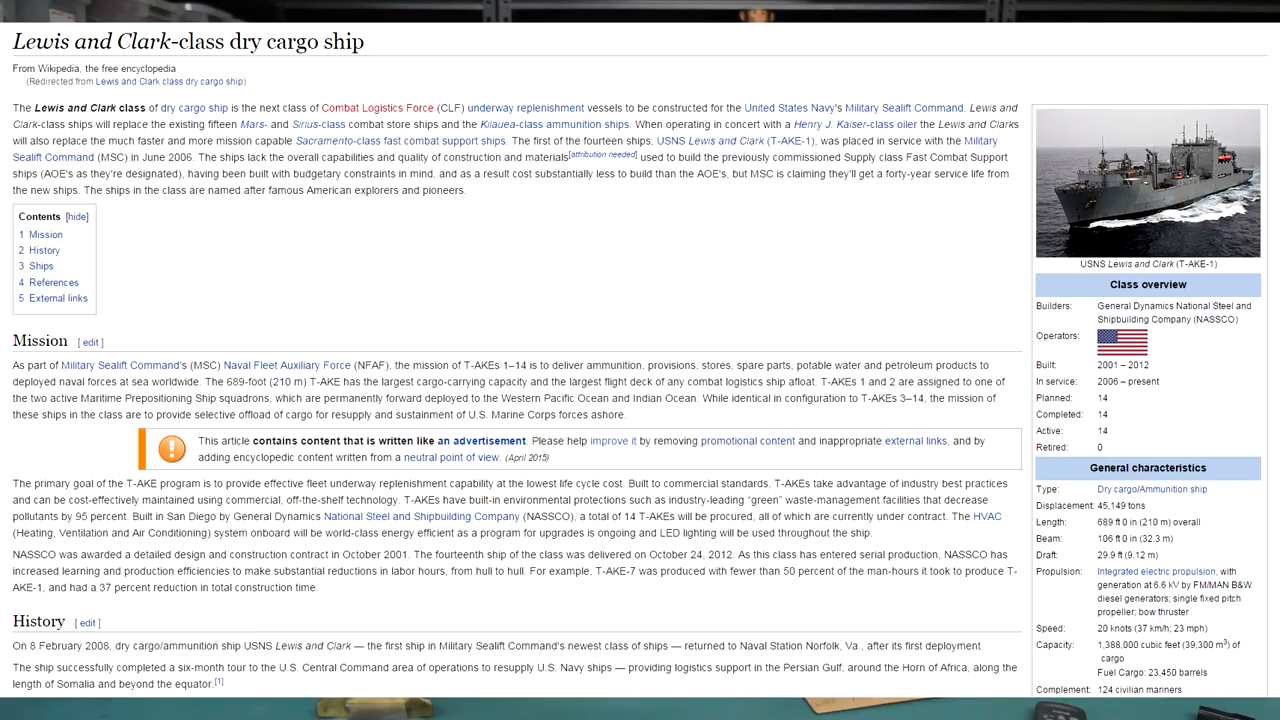 Lewis and Clark-class dry cargo ship
From Wikipedia, the free encyclopedia
(Redirected from Lewis and Clark class dry cargo ship)
The Lewis and Clark class of dry cargo ship is the next class of Combat Logistics Force (CLF) underway replenishment vessels to be constructed for the United States Navy's Military Sealift Command. Lewis and
Clark-class ships will replace the existing fifteen Mars- and Sirius-class combat store ships and the Kilauea-class ammunition ships. When operating in concert with a Henry J. Kaiser-class oiler the Lewis and Clarks
will also replace the much faster and more mission capable Sacramento-class fast combat support ships. The first of the fourteen ships, USNS Lewis and Clark (T-AKE-1), was placed in service with the Military
Sealift Command (MSC) in June 2006. The ships lack the overall capabilities and quality of construction and materials[attribution needed] used to build the previously commissioned Supply class Fast Combat Support
ships (AOE's as they're designated), having been built with budgetary constraints in mind, and as a result cost substantially less to build than the AOE's, but MSC is claiming they'll get a forty-year service life from
the new ships. The ships in the class are named after famous American explorers and pioneers.
Contents [hide]
1 Mission
2 History
3 Ships
4 References
5 External links
Mission [ edit ]
As part of Military Sealift Command's (MSC) Naval Fleet Auxiliary Force (NFAF), the mission of T-AKEs 1–14 is to deliver ammunition, provisions, stores, spare parts, potable water and petroleum products to
deployed naval forces at sea worldwide. The 689-foot (210 m) T-AKE has the largest cargo-carrying capacity and the largest flight deck of any combat logistics ship afloat. T-AKEs 1 and 2 are assigned to one of
the two active Maritime Prepositioning Ship squadrons, which are permanently forward deployed to the Western Pacific Ocean and Indian Ocean. While identical in configuration to T-AKEs 3–14, the mission of
these ships in the class are to provide selective offload of cargo for resupply and sustainment of U.S. Marine Corps forces ashore.
This article contains content that is written like an advertisement. Please help improve it by removing promotional content and inappropriate external links, and by
adding encyclopedic content written from a neutral point of view. (April 2015)
The primary goal of the T-AKE program is to provide effective fleet underway replenishment capability at the lowest life cycle cost. Built to commercial standards, T-AKEs take advantage of industry best practices
and can be cost-effectively maintained using commercial, off-the-shelf technology. T-AKEs have built-in environmental protections such as industry-leading “green” waste-management facilities that decrease
pollutants by 95 percent. Built in San Diego by General Dynamics National Steel and Shipbuilding Company (NASSCO), a total of 14 T-AKEs will be procured, all of which are currently under contract. The HVAC
(Heating, Ventilation and Air Conditioning) system onboard will be world-class energy efficient as a program for upgrades is ongoing and LED lighting will be used throughout the ship.
NASSCO was awarded a detailed design and construction contract in October 2001. The fourteenth ship of the class was delivered on October 24, 2012. As this class has entered serial production, NASSCO has
increased learning and production efficiencies to make substantial reductions in labor hours, from hull to hull. For example, T-AKE-7 was produced with fewer than 50 percent of the man-hours it took to produce T-
AKE-1, and had a 37 percent reduction in total construction time.
History [ edit ]
On 8 February 2008, dry cargo/ammunition ship USNS Lewis and Clark — the first ship in Military Sealift Command's newest class of ships — returned to Naval Station Norfolk, Va., after its first deployment.
The ship successfully completed a six-month tour to the U.S. Central Command area of operations to resupply U.S. Navy ships — providing logistics support in the Persian Gulf, around the Horn of Africa, along the
length of Somalia and beyond the equator.[1]
USNS Lewis and Clark (T-AKE-1)
Class overview
Builders: General Dynamics National Steel and
Shipbuilding Company (NASSCO)
Operators:
Built: 2001 – 2012
In service: 2006 – present
Planned: 14
Completed: 14
Active: 14
Retired: 0
General characteristics
Type: Dry cargo/Ammunition ship
Displacement: 45,149 tons
Length: 689 ft 0 in (210 m) overall
Beam: 106 ft 0 in (32.3 m)
Draft: 29.9 ft (9.12 m)
Propulsion: Integrated electric propulsion, with
generation at 6.6 kV by FM/MAN B&W
diesel generators; single fixed pitch
propeller; bow thruster
Speed: 20 knots (37 km/h; 23 mph)
Capacity: 1,388,000 cubic feet (39,300 m3) of
cargo
Fuel Cargo: 23,450 barrels
Complement: 124 civilian mariners